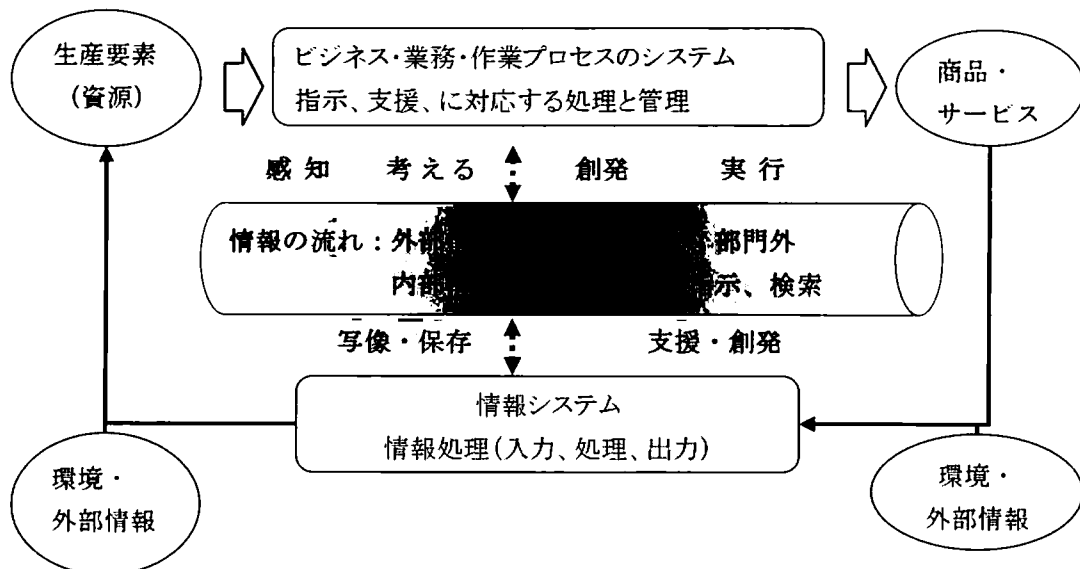 生産要素
(資源)
ビジネス・業務・作業プロセスのシステム
指示、支援、に対応する処理と管理
商品・
サービス
感知 考える 創発 実行
情報の流れ:外部 部門外
内部 示、検索
写像・保存 支援・創発
情報システム
情報処理(入力、処理、出力)
環境・
外部情報
環境・
外部情報